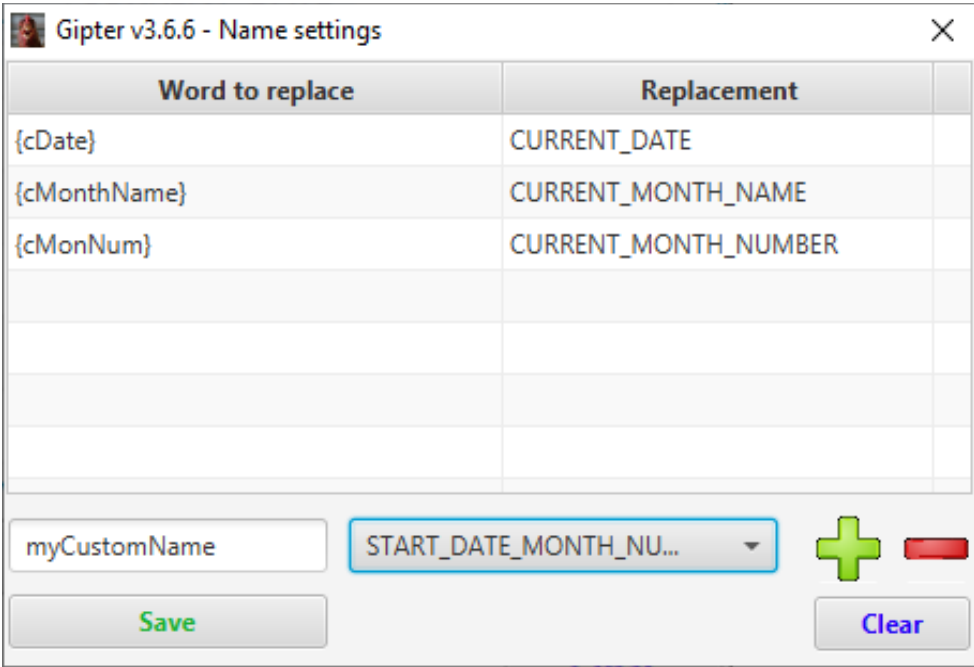 Gipter v3.6.6 - Name settings
Word to replace Replacement
{cDate} CURRENT_DATE
{cMonthName} CURRENT_MONTH_NAME
{cMonNum} CURRENT_MONTH_NUMBER
myCustomName START_DATE_MONTH_NU...
Save Clear